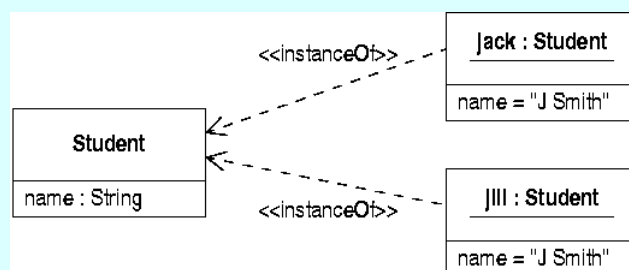 <<instanceOf>>
jack : Student
name = "J Smith"
Student
name : String
<<instanceOf>>
jill : Student
name = "J Smith"